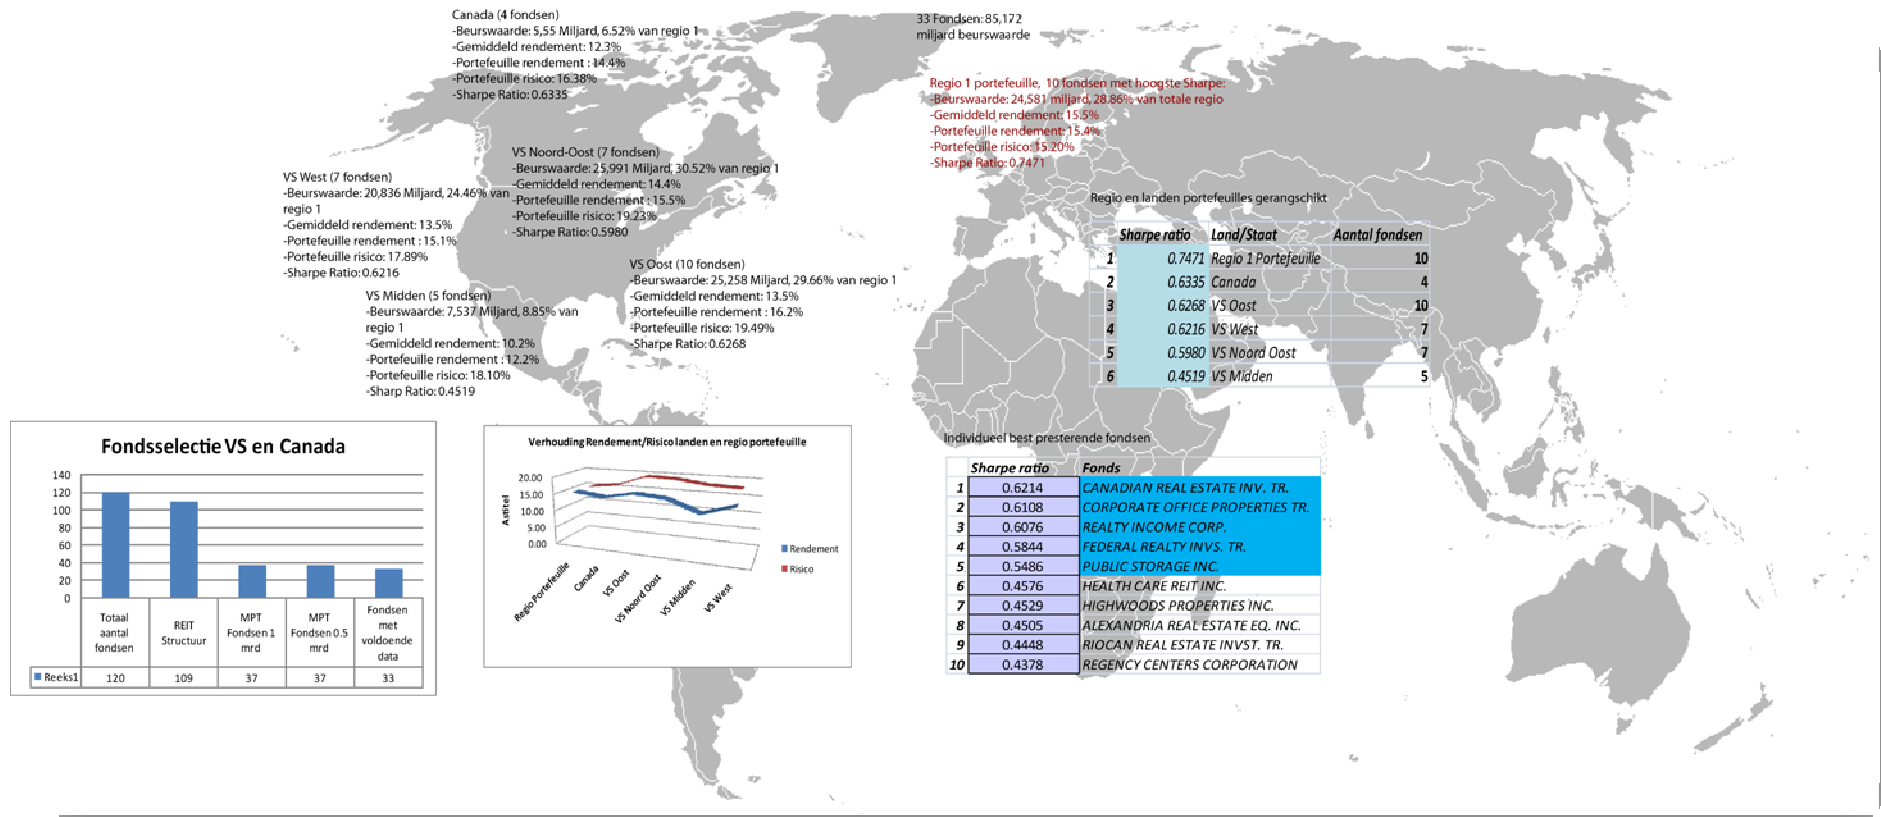 Canada (4 fondsen)
-Beurswaarde: 5,55 Miljard, 6.52% van regio 1
-Gemiddeld rendement: 12.3%
-Portefeuille rendement : 14.4%
-Portefeuille risico: 16.38%
-Sharpe Ratio: 0.6335
33 Fondsen: 85,172
miljard beurswaarde
Regio 1 portefeuille, 10 fondsen met hoogste Sharpe:
-Beurswaarde: 24,581 miljard, 28.86% van totale regio
-Gemiddeld rendement: 15.5%
-Portefeuille rendement: 15.4%
-Portefeuille risico: 15.20%
-Sharpe Ratio: 0.7471
VS Noord-Oost (7 fondsen)
-Beurswaarde: 25,991 Miljard, 30.52% van regio 1
-Gemiddeld rendement: 14.4%
-Portefeuille rendement : 15.5%
-Portefeuille risico: 19.23%
-Sharpe Ratio: 0.5980
VS West (7 fondsen)
-Beurswaarde: 20,836 Miljard, 24.46% van
regio 1
-Gemiddeld rendement: 13.5%
-Portefeuille rendement : 15.1%
-Portefeuille risico: 17.89%
-Sharpe Ratio:0.6216
VS Oost (10 fondsen)
-Beurswaarde: 25,258 Miljard, 29.66% van regio 1
-Gemiddeld rendement: 13.5%
-Portefeuille rendement : 16.2%
-Portefeuille risico: 19.49%
-Sharpe Ratio: 0.6268
VS Midden (5 fondsen)
-Beurswaarde: 7,537 Miljard, 8.85% van
regio 1
-Gemiddeld rendement: 10.2%
-Portefeuille rendement : 12.2%
-Portefeuille risico: 18.10%
-Sharp Ratio: 0.4519
Regio en landen portefeuilles gerangschikt
Sharpe ratio Land/Staat Aantal fondsen
1 0.7471 Regio 1 Portefeuille 10
2 0.6335 Canada 4
3 0.6268 VS Oost 10
4 0.6216 VS West 7
5 0.5980 VS Noord Oost 7
6 0.4519 VS Midden 5
Fondsselectie VS en Canada
140
120
100
80
60
40
20
0
Totaal aantal fondsen
REIT Structuur
MPT Fondsen 1 mrd
MPT Fondsen 0.5 mrd
Fondsen met voldoende data
Reeks1 120 109 37 37 33
Verhouding Rendement/Risico landen en regio portefeuille
20.00
15.00
10.00
5.00
0.00
Astitel
Regio Portefeuille
Canada
VS Oost
VS Noord Oost
VS Midden
VS West
Rendement
Risico
Individueel best presterende fondsen
Sharpe ratio Fonds
1 0.6214 CANADIAN REAL ESTATE INV. TR.
2 0.6108 CORPORATE OFFICE PROPERTIES TR.
3 0.6076 REALTY INCOME CORP.
4 0.5844 FEDERAL REALTY INVS. TR.
5 0.5486 PUBLIC STORAGE INC.
6 0.4576 HEALTH CARE REIT INC.
7 0.4529 HIGHWOODS PROPERTIES INC.
8 0.4505 ALEXANDRIA REAL ESTATE EQ. INC.
9 0.4448 RIOCAN REAL ESTATE INVST. TR.
10 0.4378 REGENCY CENTERS CORPORATION